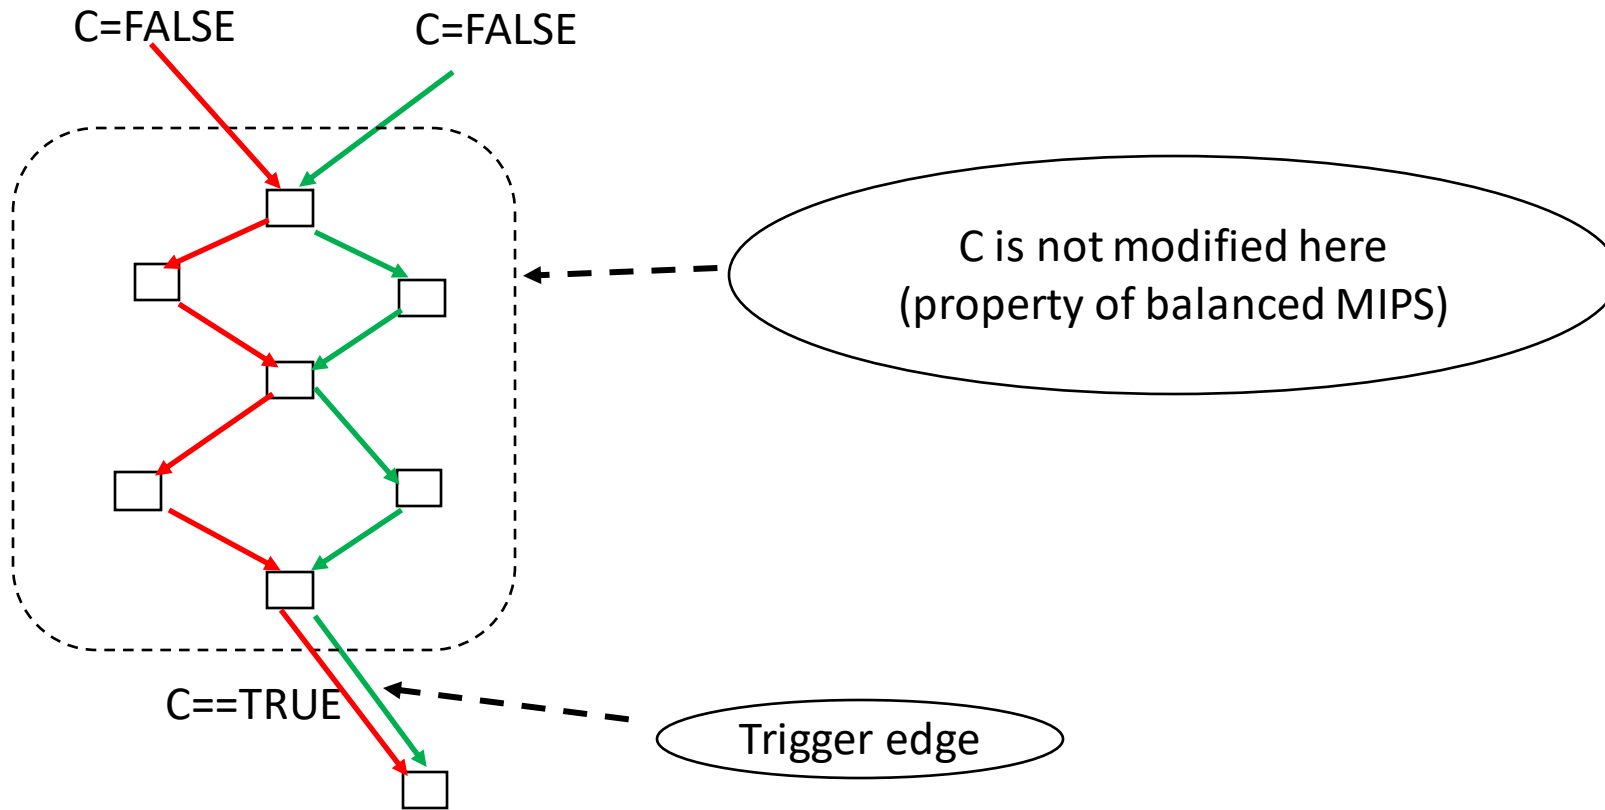 C=FALSE
C=FALSE
C is not modified here
(property of balanced MIPS)
C==TRUE
Trigger edge